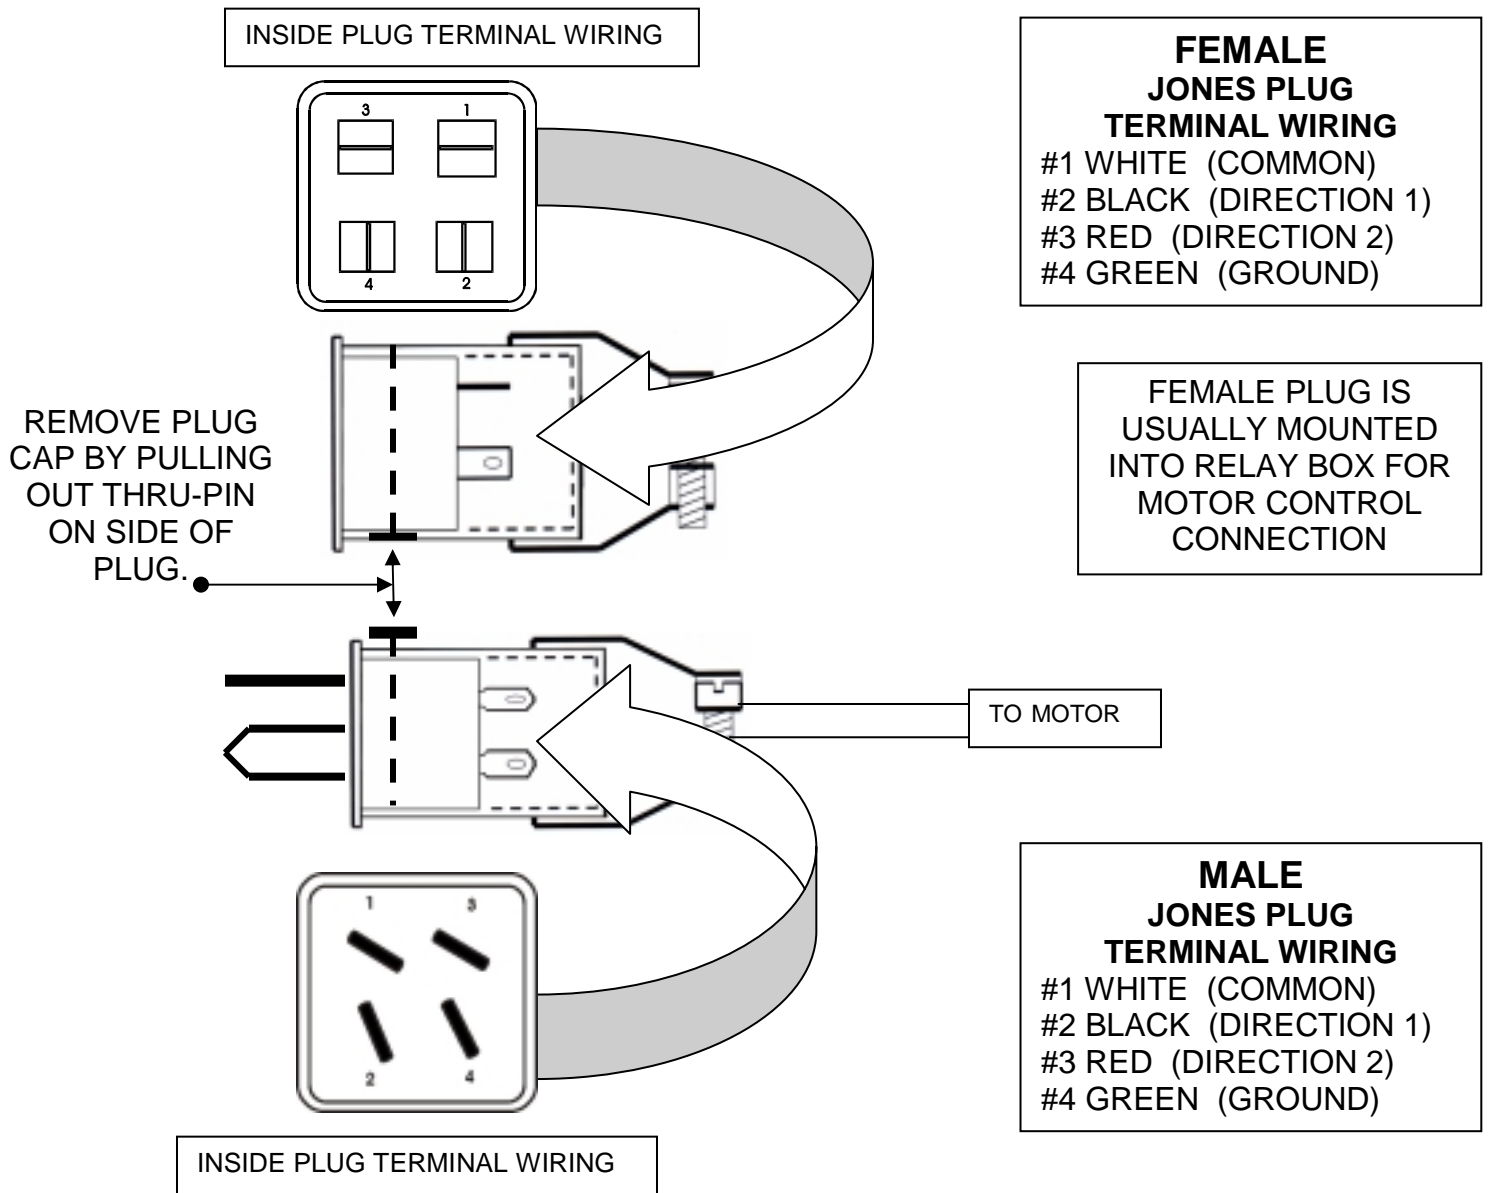 INSIDE PLUG TERMINAL WIRING
3 1
4 2
FEMALE
JONES PLUG
TERMINAL WIRING
#1 WHITE (COMMON)
#2 BLACK (DIRECTION 1)
#3 RED (DIRECTION 2)
#4 GREEN (GROUND)
REMOVE PLUG
CAP BY PULLING
OUT THRU-PIN
ON SIDE OF
PLUG.
FEMALE PLUG IS
USUALLY MOUNTED
INTO RELAY BOX FOR
MOTOR CONTROL
CONNECTION
TO MOTOR
1 3
2 4
MALE
JONES PLUG
TERMINAL WIRING
#1 WHITE (COMMON)
#2 BLACK (DIRECTION 1)
#3 RED (DIRECTION 2)
#4 GREEN (GROUND)
INSIDE PLUG TERMINAL WIRING